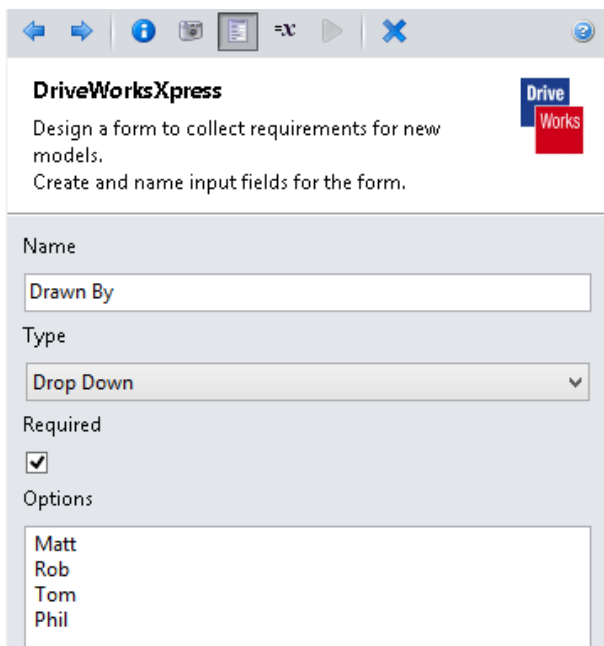 =x
DriveWorksXpress
Drive
Works
Design a form to collect requirements for new
models.
Create and name input fields for the form.
Name
Drawn By
Type
Drop Down
Required
Options
Matt
Rob
Tom
Phil